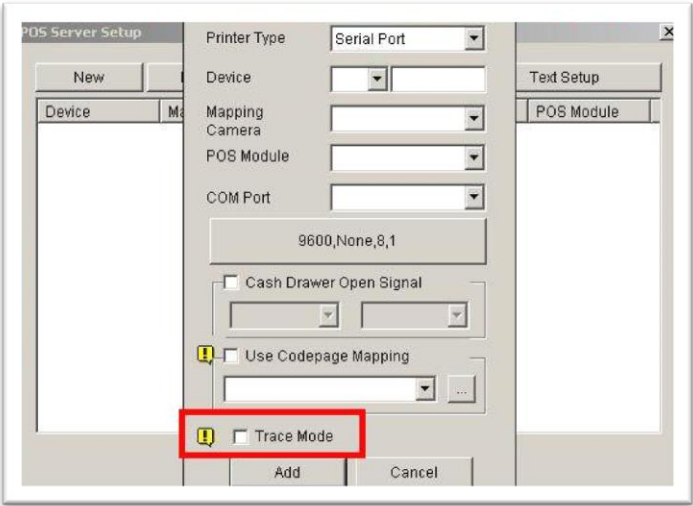 POS Server Setup
Printer Type Serial Port
New Device Text Setup
Device Mapping Camera POS Module
POS Module
COM Port
9600,None,8,1
Cash Drawer Open Signal
Use Codepage Mapping
...
Trace Mode
Add Cancel